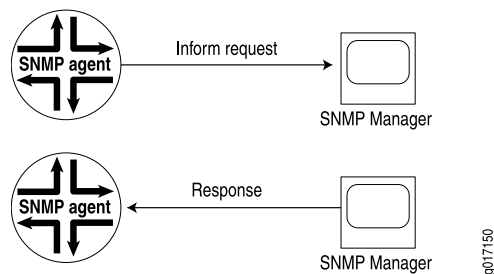 Inform request
SNMP agent
SNMP Manager
Response
SNMP agent
SNMP Manager
g017150